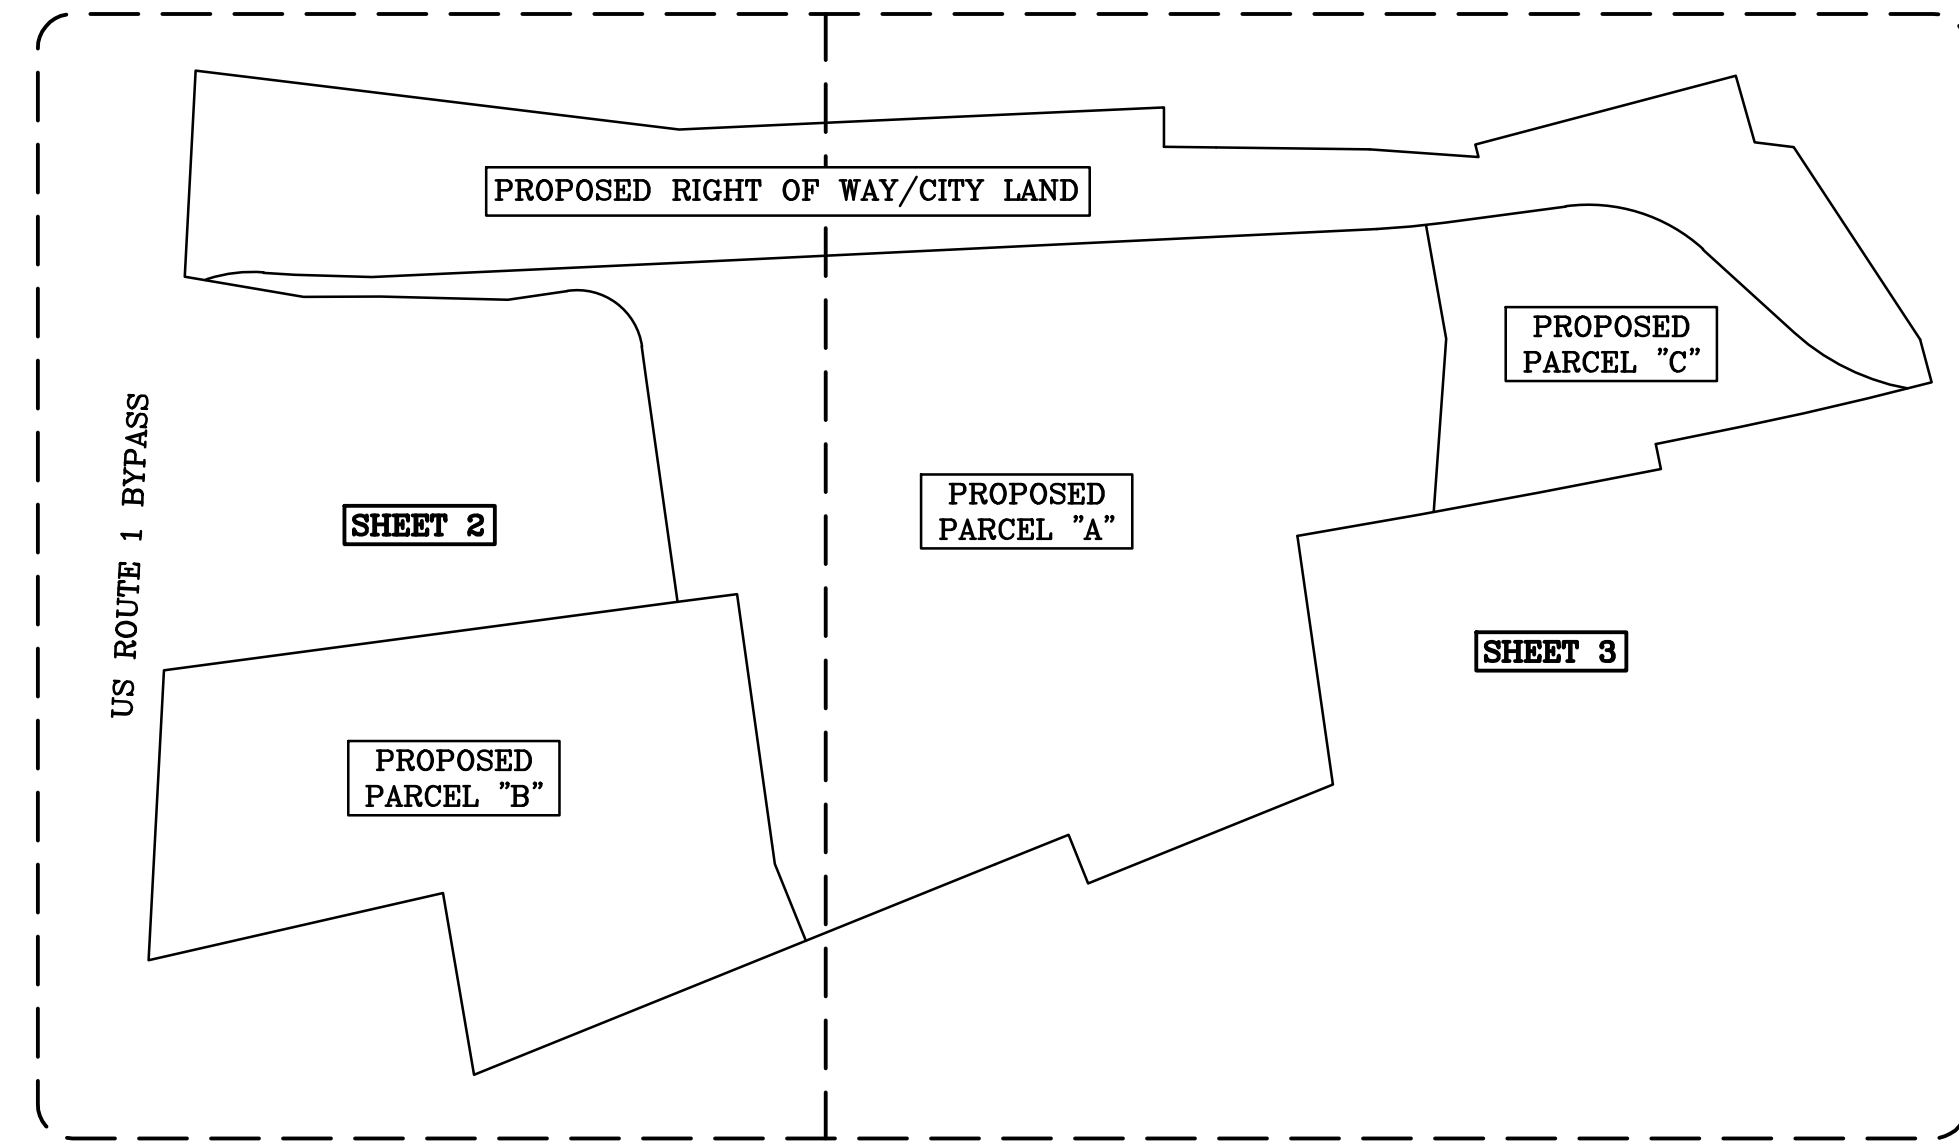 PROPOSED RIGHT OF WAY/CITY LAND
PROPOSED
PARCEL "C"
US ROUTE 1 BYPASS
SHEET 2
PROPOSED
PARCEL "A"
SHEET 3
PROPOSED
PARCEL "B"